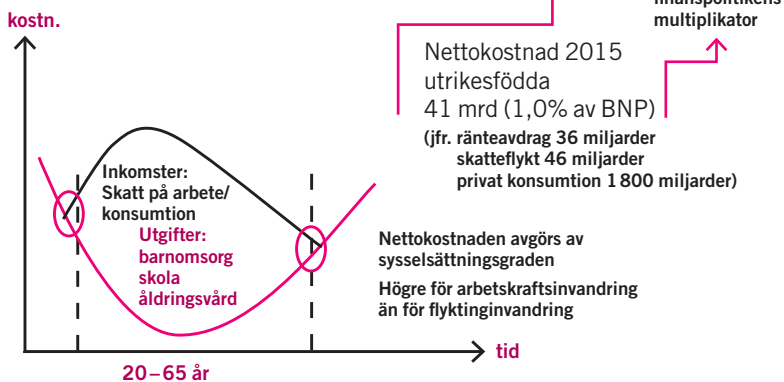 finanspolitikens
multiplikator
kostn.
Nettokostnad 2015
utrikesfödda
41 mrd (1,0% av BNP)
(jfr. ränteavdrag 36 miljarder
skatteflykt 46 miljarder
privat konsumtion 1 800 miljarder)
Inkomster:
Skatt på arbete/
konsumtion
Utgifter:
barnomsorg
skola
åldringsvård
Nettokostnaden avgörs av
sysselsättningsgraden
Högre för arbetskraftsinvandring
än för flyktinginvandring
tid
20–65 år